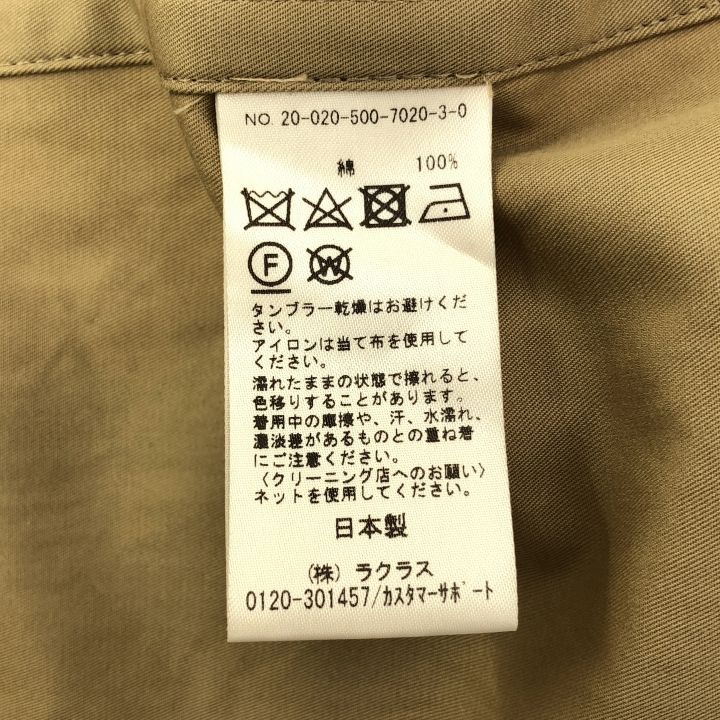 NO. 20-020-500-7020-3-0
綿 100%
F
W
タンブラー乾燥はお避けくだ
さい。
アイロンは当て布を使用して
ください。
濡れたままの状態で擦れると、
色移りすることがあります。
着用中の摩擦や、汗、水濡れ、
濃淡差があるものとの重ね着
にご注意ください。
〈クリーニング店へのお願い〉
ネットを使用してください。
日本製
(株) ラクラス
0120-301457/カスタマーサポート